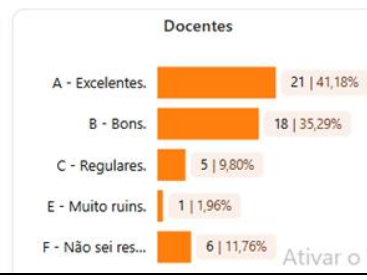 Docentes
A - Excelentes. 21 | 41,18%
B - Bons. 18 | 35,29%
C - Regulares. 5 | 9,80%
E - Muito ruins. 1 | 1,96%
F - Não sei res... 6 | 11,76%
Ativar o